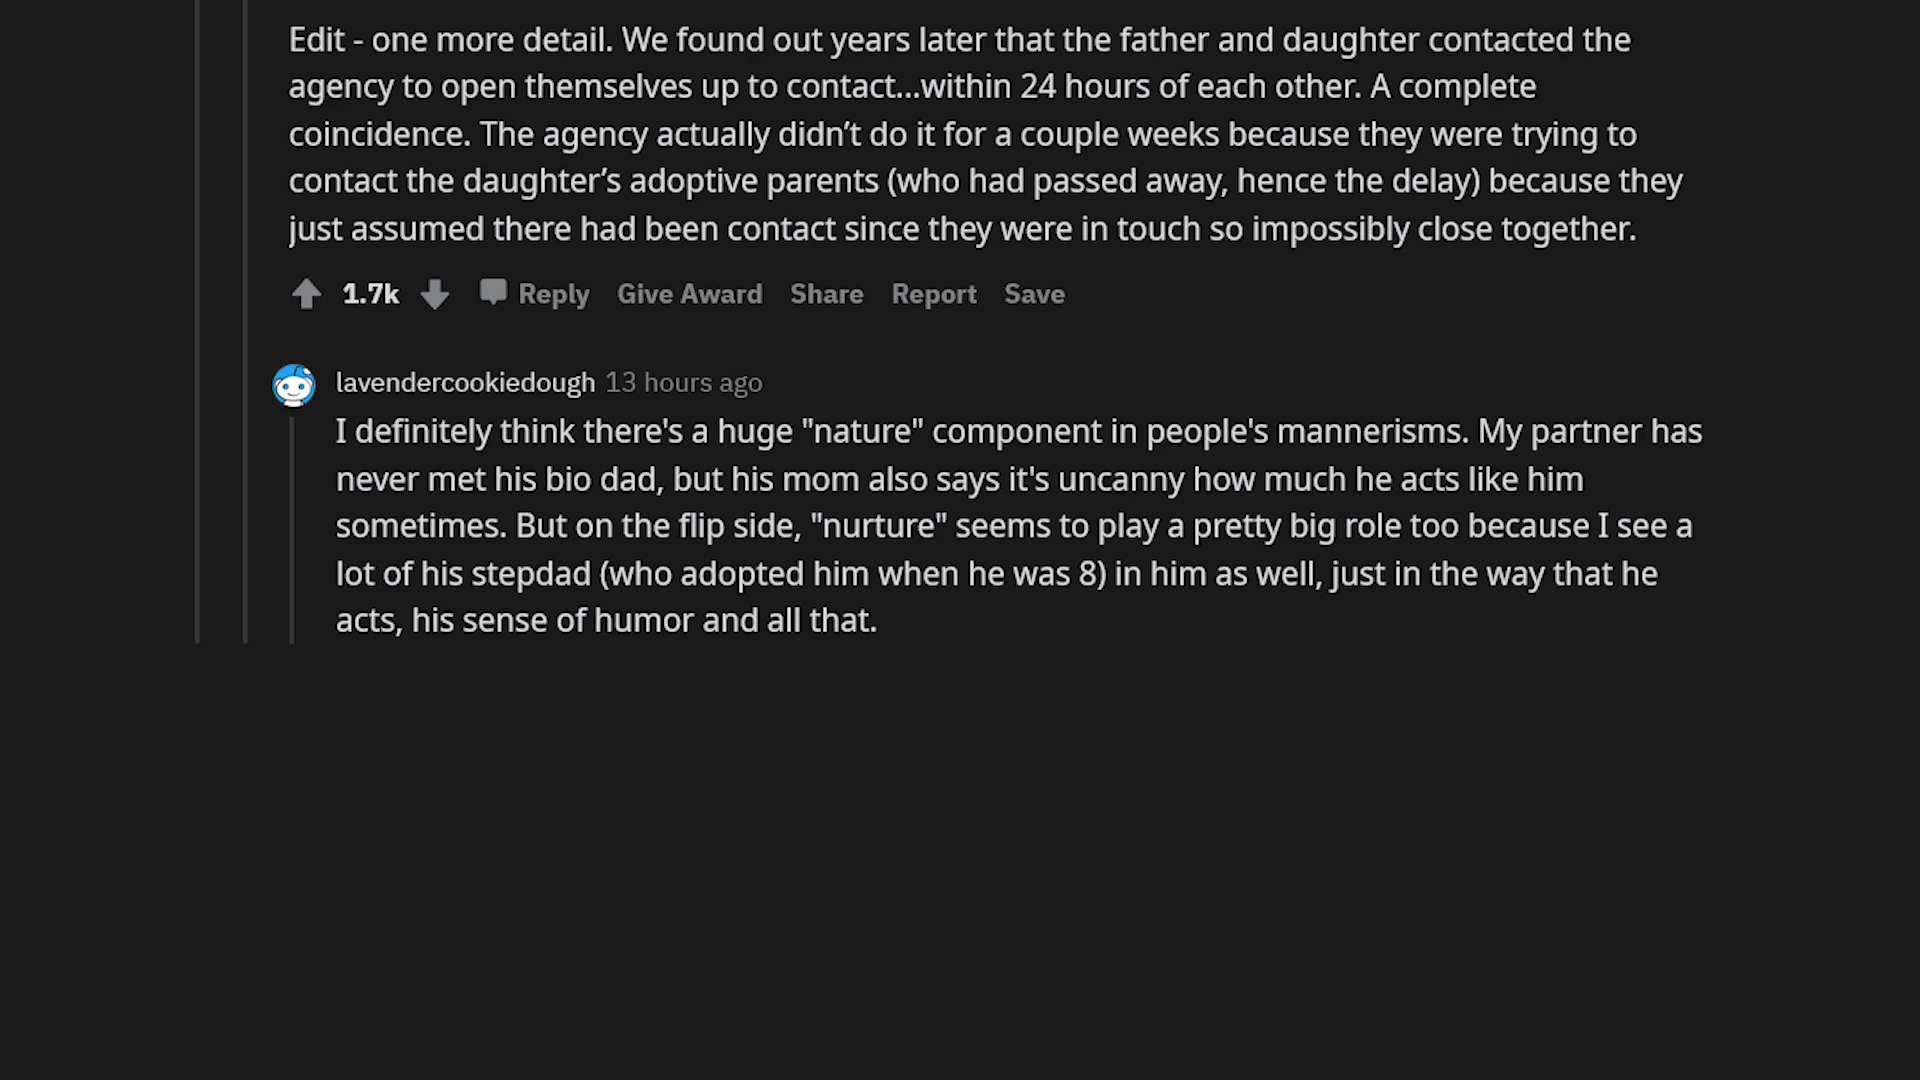 Edit - one more detail. We found out years later that the father and daughter contacted the
agency to open themselves up to contact...within 24 hours of each other. A complete
coincidence. The agency actually didn’t do it for a couple weeks because they were trying to
contact the daughter’s adoptive parents (who had passed away, hence the delay) because they
just assumed there had been contact since they were in touch so impossibly close together.
1.7k Reply Give Award Share Report Save
lavendercookiedough 13 hours ago
I definitely think there's a huge "nature" component in people's mannerisms. My partner has
never met his bio dad, but his mom also says it's uncanny how much he acts like him
sometimes. But on the flip side, "nurture" seems to play a pretty big role too because I see a
lot of his stepdad (who adopted him when he was 8) in him as well, just in the way that he
acts, his sense of humor and all that.